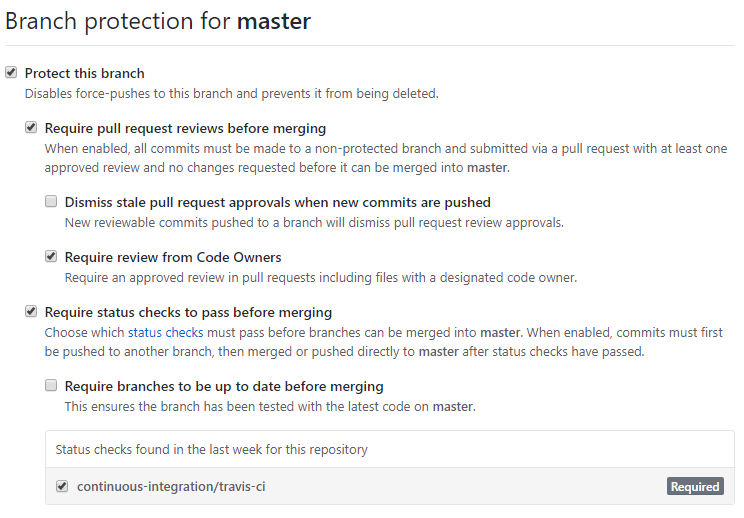 Branch protection for master
Protect this branch
Disables force-pushes to this branch and prevents it from being deleted.
Require pull request reviews before merging
When enabled, all commits must be made to a non-protected branch and submitted via a pull request with at least one
approved review and no changes requested before it can be merged into master.
Dismiss stale pull request approvals when new commits are pushed
New reviewable commits pushed to a branch will dismiss pull request review approvals.
Require review from Code Owners
Require an approved review in pull requests including files with a designated code owner.
Require status checks to pass before merging
Choose which status checks must pass before branches can be merged into master. When enabled, commits must first
be pushed to another branch, then merged or pushed directly to master after status checks have passed.
Require branches to be up to date before merging
This ensures the branch has been tested with the latest code on master.
Status checks found in the last week for this repository
continuous-integration/travis-ci Required